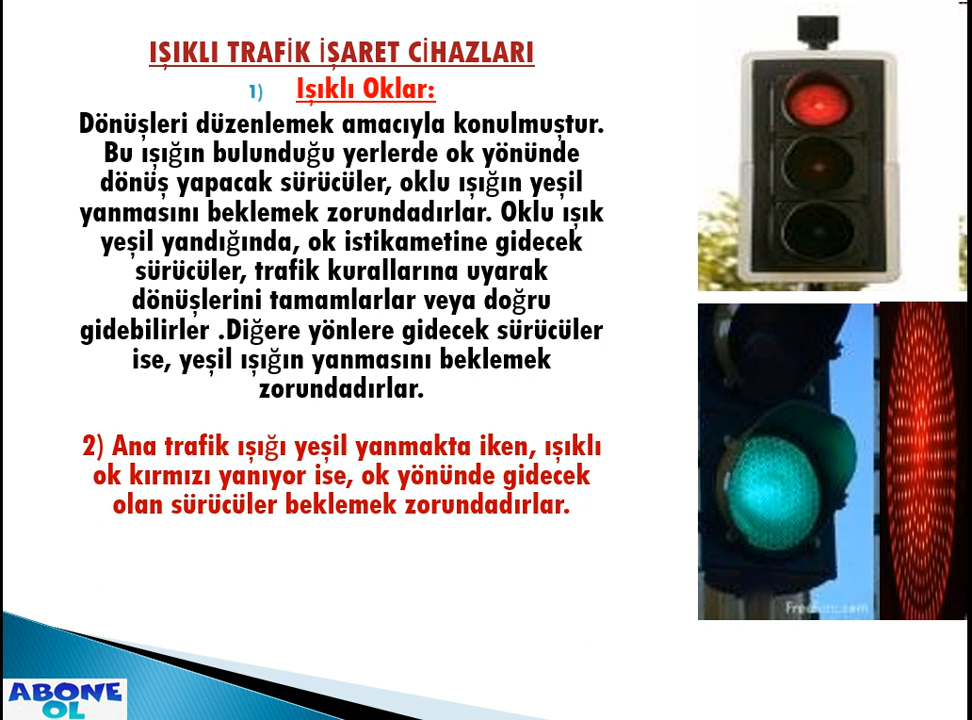 IŞIKLI TRAFİK İŞARET CİHAZLARI
1) Işıklı Oklar:
Dönüşleri düzenlemek amacıyla konulmuştur.
Bu ışığın bulunduğu yerlerde ok yönünde
dönüş yapacak sürücüler, oklu ışığın yeşil
yanmasını beklemek zorundadırlar. Oklu ışık
yeşil yandığında, ok istikametine gidecek
sürücüler, trafik kurallarına uyarak
dönüşlerini tamamlarlar veya doğru
gidebilirler .Diğere yönlere gidecek sürücüler
ise, yeşil ışığın yanmasını beklemek
zorundadırlar.
2) Ana trafik ışığı yeşil yanmakta iken, ışıklı
ok kırmızı yanıyor ise, ok yönünde gidecek
olan sürücüler beklemek zorundadırlar.
ABONE
OL